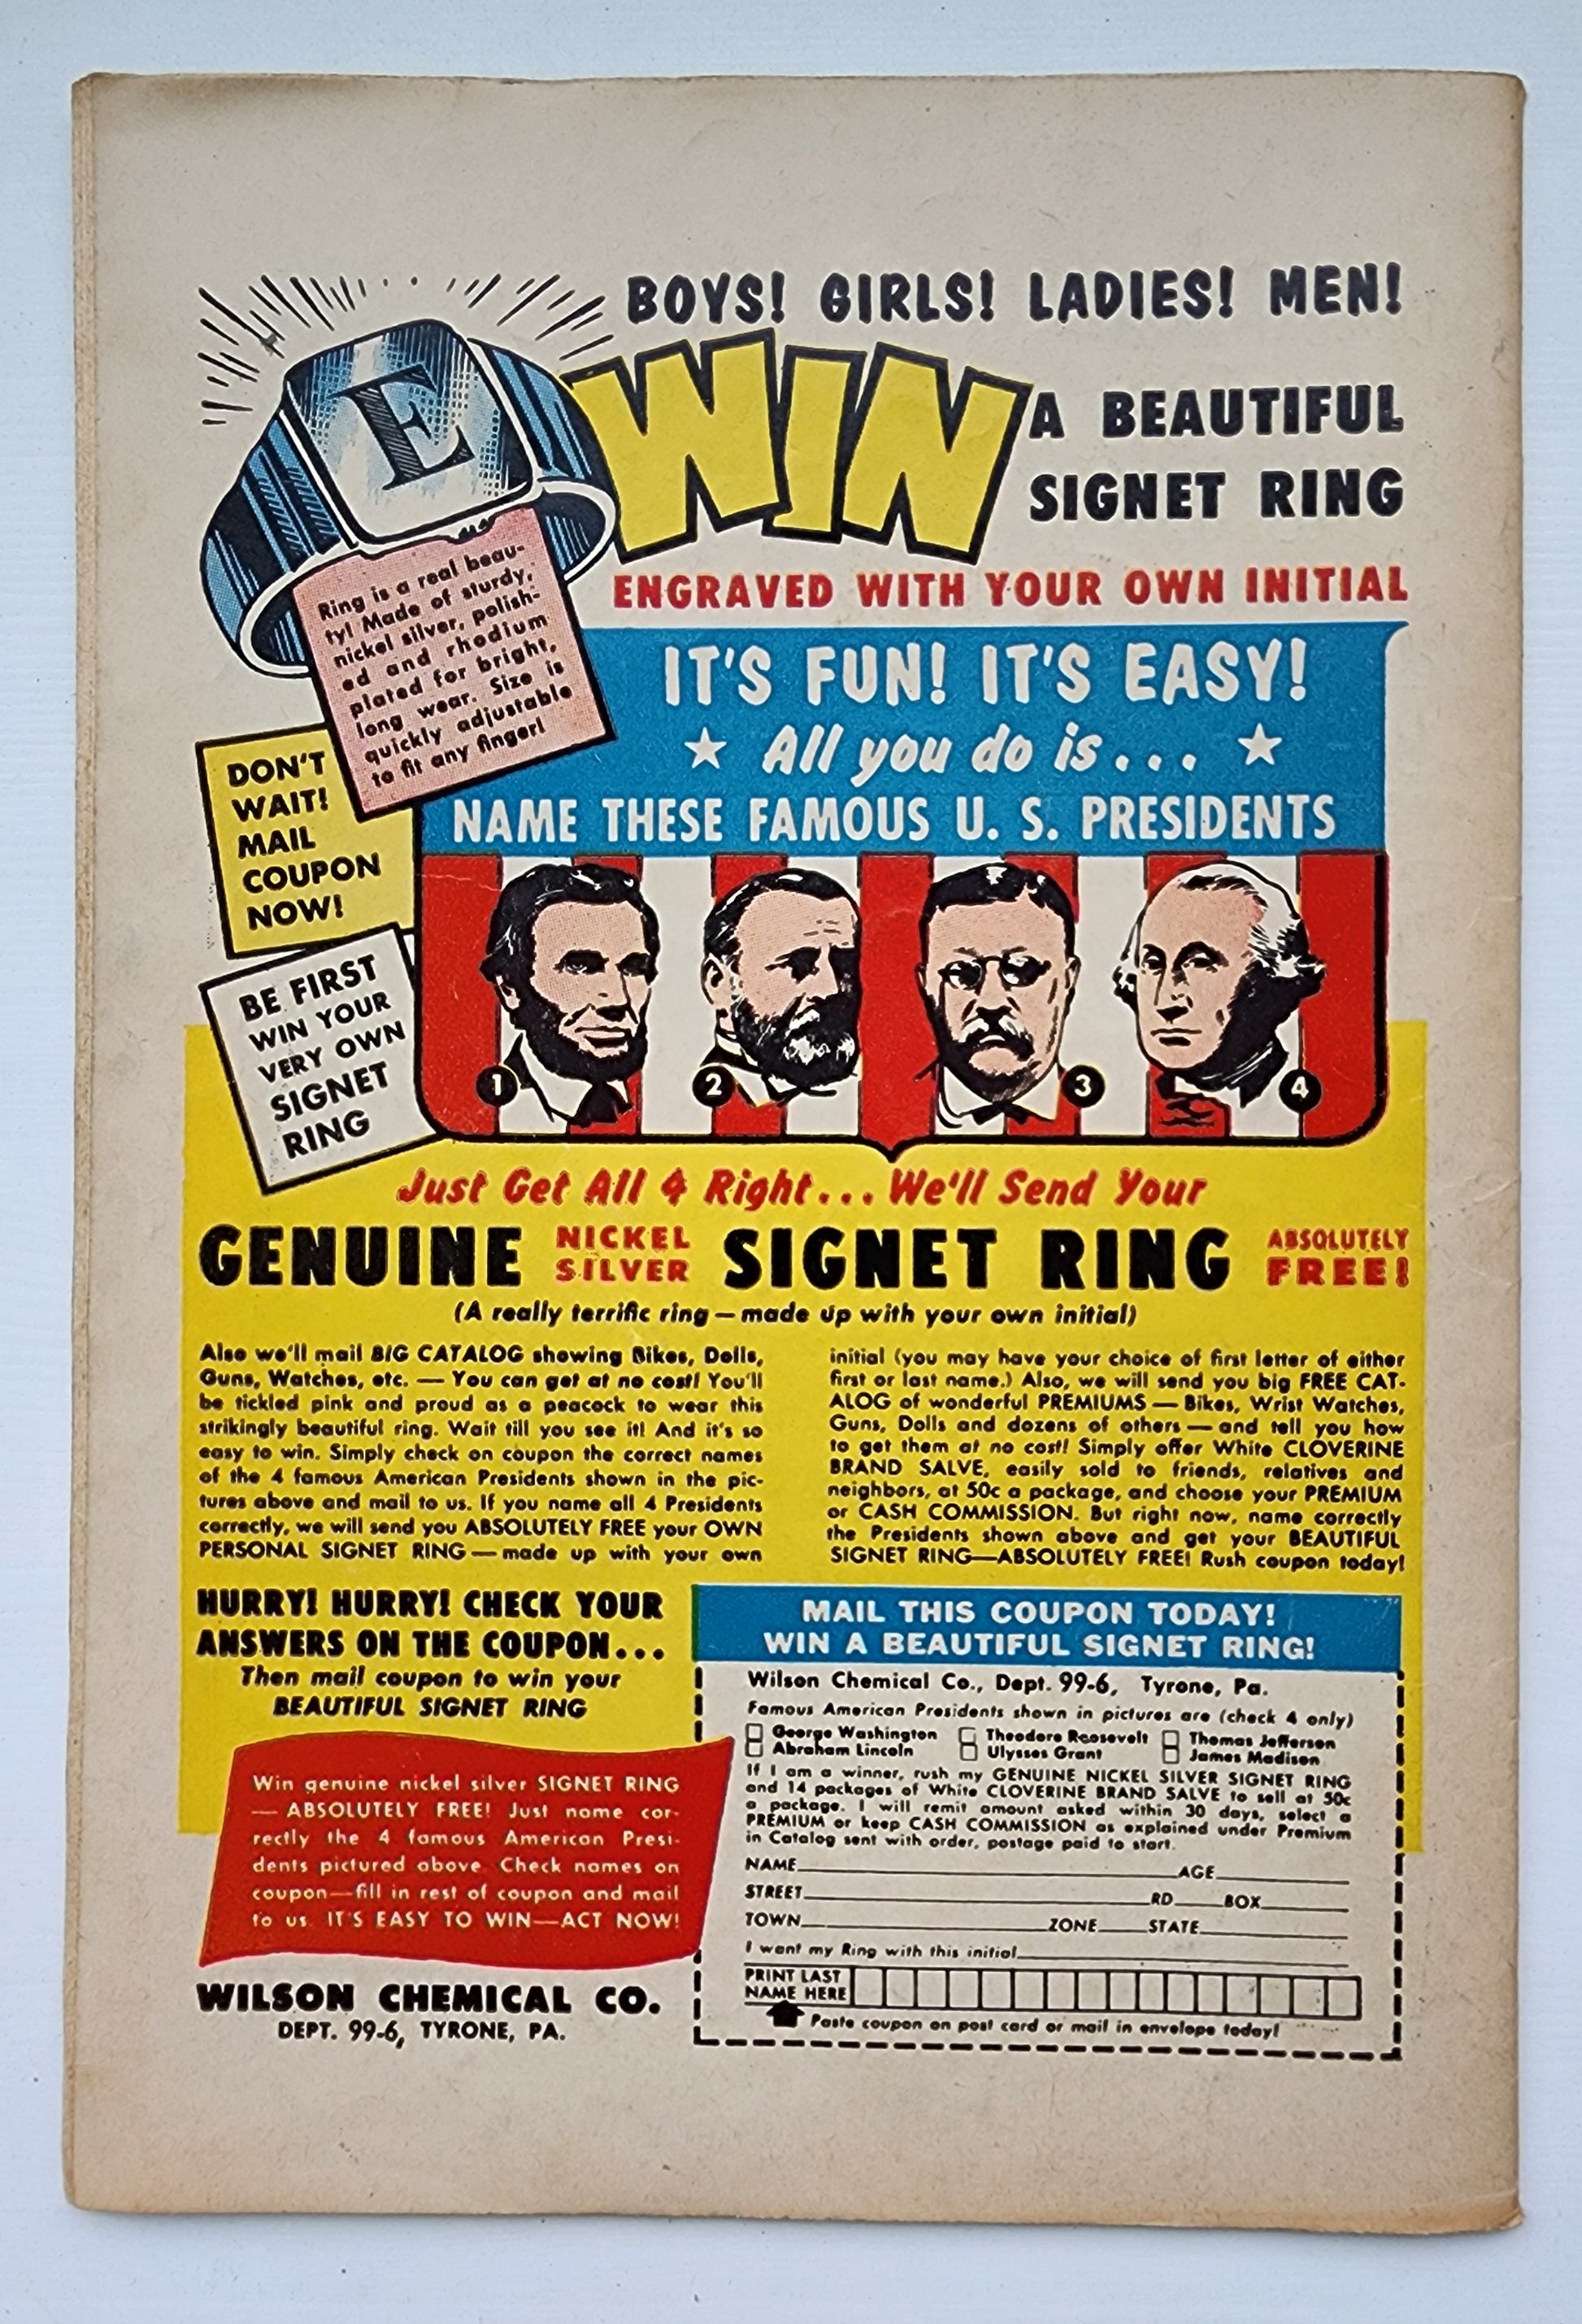 BOYS! GIRLS! LADIES! MEN!
E
WIN
A BEAUTIFUL
SIGNET RING
ENGRAVED WITH YOUR OWN INITIAL
Ring is a real beau-
ty! Made of sturdy,
nickel silver, polish-
ed and rhodium
plated for bright,
long wear. Size is
quickly adjustable
to fit any finger!
IT'S FUN! IT'S EASY!
All you do is...
NAME THESE FAMOUS U. S. PRESIDENTS
DON'T
WAIT!
MAIL
COUPON
NOW!
BE FIRST
WIN YOUR
VERY OWN
SIGNET
RING
1
2
3
4
Just Get All 4 Right... We'll Send Your
GENUINE NICKEL SILVER SIGNET RING ABSOLUTELY FREE!
(A really terrific ring — made up with your own initial)
Also we'll mail BIG CATALOG showing Bikes, Dolls,
Guns, Watches, etc. — You can get at no cost! You'll
be tickled pink and proud as a peacock to wear this
strikingly beautiful ring. Wait till you see it! And it's so
easy to win. Simply check on coupon the correct names
of the 4 famous American Presidents shown in the pic-
tures above and mail to us. If you name all 4 Presidents
correctly, we will send you ABSOLUTELY FREE your OWN
PERSONAL SIGNET RING — made up with your own
initial (you may have your choice of first letter of either
first or last name.) Also, we will send you big FREE CAT-
ALOG of wonderful PREMIUMS — Bikes, Wrist Watches,
Guns, Dolls and dozens of others — and tell you how
to get them at no cost! Simply offer White CLOVERINE
BRAND SALVE, easily sold to friends, relatives and
neighbors, at 50c a package, and choose your PREMIUM
or CASH COMMISSION. But right now, name correctly
the Presidents shown above and get your BEAUTIFUL
SIGNET RING—ABSOLUTELY FREE! Rush coupon today!
HURRY! HURRY! CHECK YOUR
ANSWERS ON THE COUPON...
Then mail coupon to win your
BEAUTIFUL SIGNET RING
Win genuine nickel silver SIGNET RING
— ABSOLUTELY FREE! Just name cor-
rectly the 4 famous American Presi-
dents pictured above. Check names on
coupon—fill in rest of coupon and mail
to us. IT'S EASY TO WIN—ACT NOW!
WILSON CHEMICAL CO.
DEPT. 99-6, TYRONE, PA.
MAIL THIS COUPON TODAY!
WIN A BEAUTIFUL SIGNET RING!
Wilson Chemical Co., Dept. 99-6, Tyrone, Pa.
Famous American Presidents shown in pictures are (check 4 only)
George Washington Theodore Roosevelt Thomas Jefferson
Abraham Lincoln Ulysses Grant James Madison
If I am a winner, rush my GENUINE NICKEL SILVER SIGNET RING
and 14 packages of White CLOVERINE BRAND SALVE to sell at 50c
a package. I will remit amount asked within 30 days, select a
PREMIUM or keep CASH COMMISSION as explained under Premium
in Catalog sent with order, postage paid to start.
NAME AGE
STREET RD BOX
TOWN ZONE STATE
I want my Ring with this initial
PRINT LAST
NAME HERE
Paste coupon on post card or mail in envelope today!